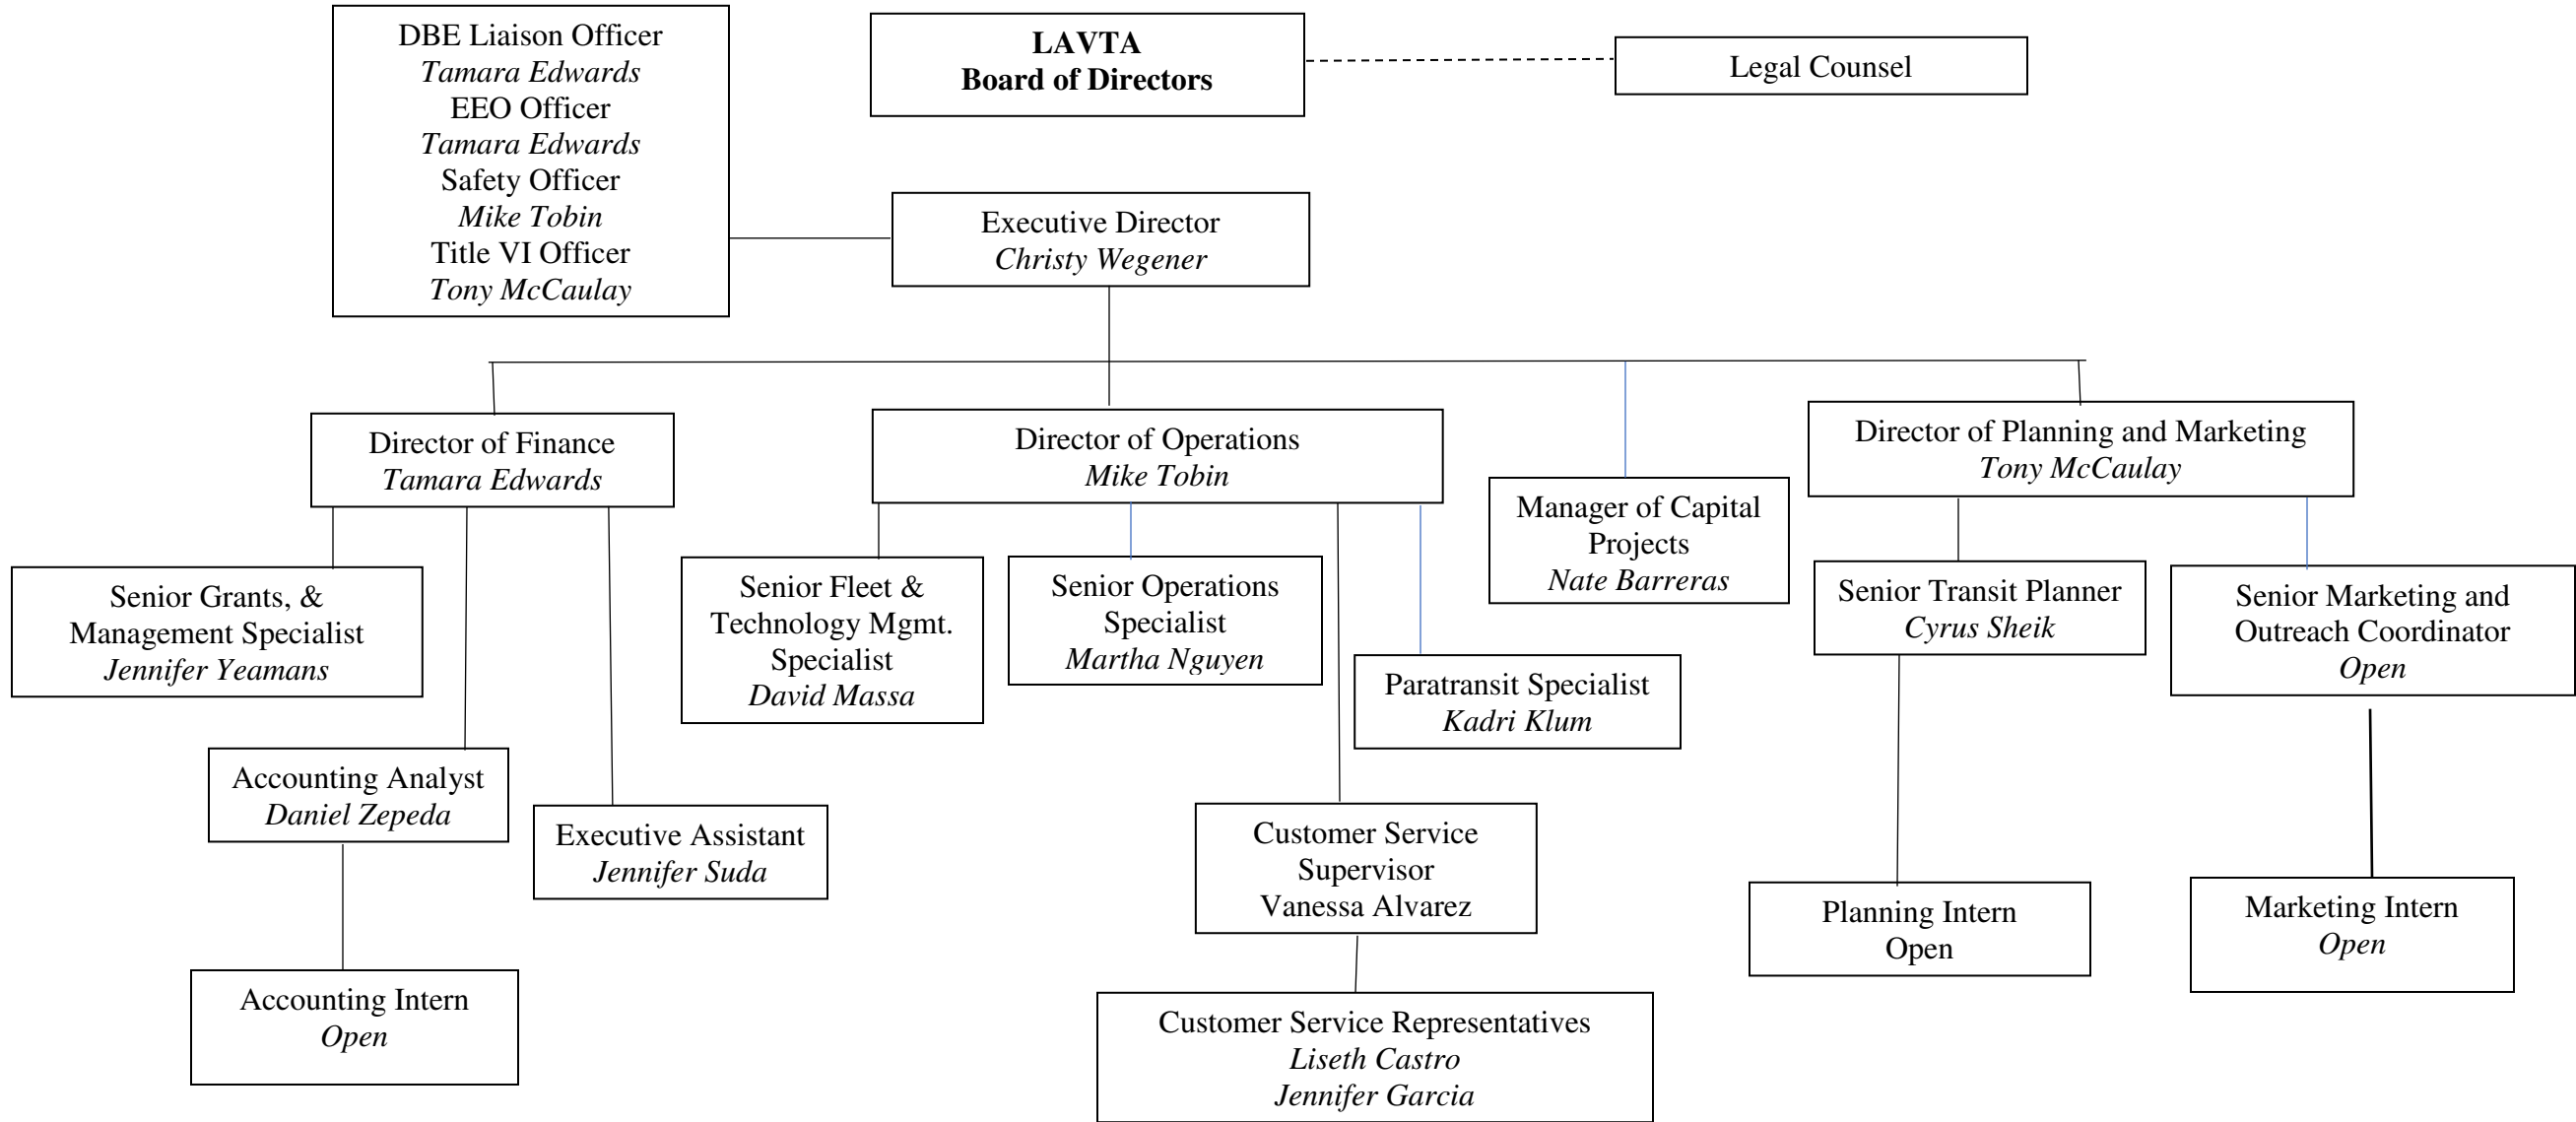 DBE Liaison Officer
Tamara Edwards
EEO Officer
Tamara Edwards
Safety Officer
Mike Tobin
Title VI Officer
Tony McCaulay
LAVTA
Board of Directors
Legal Counsel
Executive Director
Christy Wegener
Director of Finance
Tamara Edwards
Director of Operations
Mike Tobin
Manager of Capital
Projects
Nate Barreras
Director of Planning and Marketing
Tony McCaulay
Senior Grants, &
Management Specialist
Jennifer Yeamans
Senior Fleet &
Technology Mgmt.
Specialist
David Massa
Senior Operations
Specialist
Martha Nguyen
Paratransit Specialist
Kadri Klum
Senior Transit Planner
Cyrus Sheik
Senior Marketing and
Outreach Coordinator
Open
Accounting Analyst
Daniel Zepeda
Executive Assistant
Jennifer Suda
Customer Service
Supervisor
Vanessa Alvarez
Planning Intern
Open
Marketing Intern
Open
Accounting Intern
Open
Customer Service Representatives
Liseth Castro
Jennifer Garcia